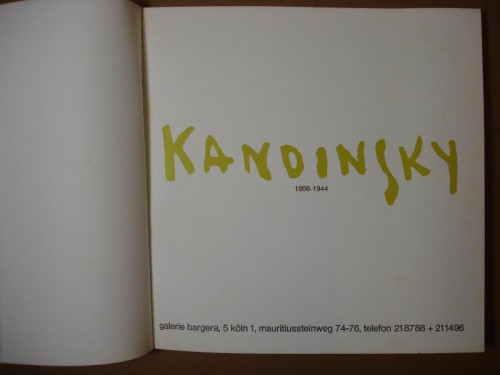 KANDINSKY
1866-1944
galerie bargera, 5 köln 1, mauritiussteinweg 74-76, telefon 218788 + 211496